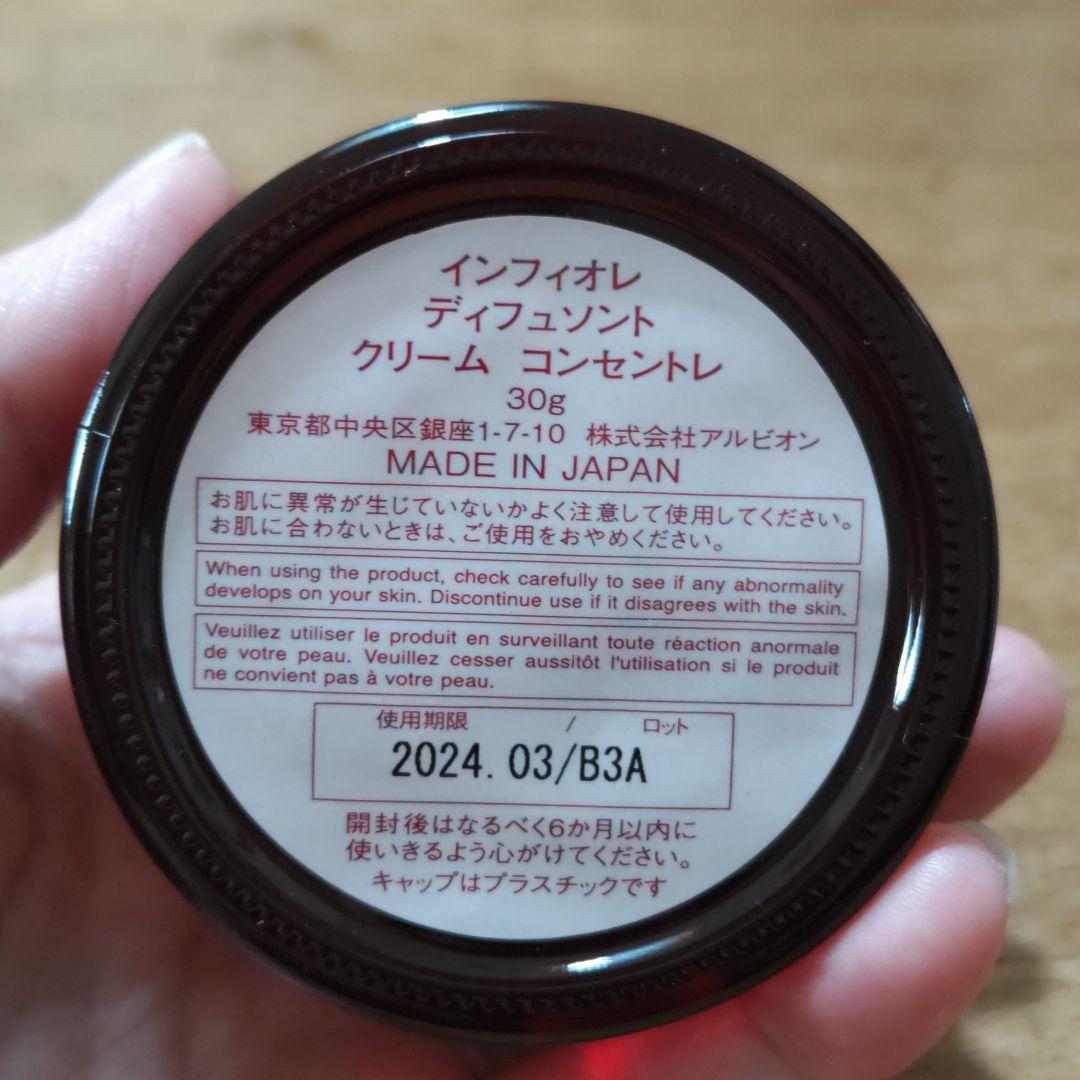 インフィオレ
ディフュソント
クリーム コンセントレ
30g
東京都中央区銀座1-7-10 株式会社アルビオン
MADE IN JAPAN
お肌に異常が生じていないかよく注意して使用してください。
お肌に合わないときは、ご使用をおやめください。
When using the product, check carefully to see if any abnormality
develops on your skin. Discontinue use if it disagrees with the skin.
Veuillez utiliser le produit en surveillant toute réaction anormale
de votre peau. Veuillez cesser aussitôt l'utilisation si le produit
ne convient pas à votre peau.
使用期限 / ロット
2024. 03/B3A
開封後はなるべく6か月以内に
使いきるよう心がけてください。
キャップはプラスチックです